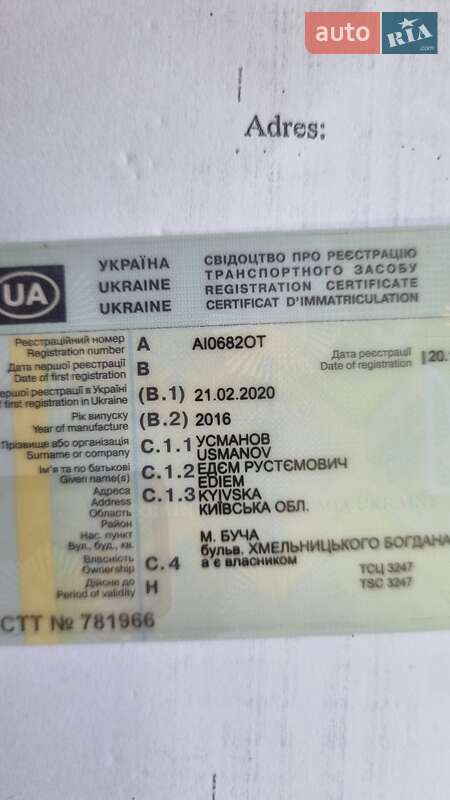 auto RIA .com
Adres:
UA
УКРАЇНА
UKRAINE
UKRAINE
СВІДОЦТВО ПРО РЕЄСТРАЦІЮ
ТРАНСПОРТНОГО ЗАСОБУ
REGISTRATION CERTIFICATE
CERTIFICAT D'IMMATRICULATION
Реєстраційний номер
Registration number
A AI0682OT
Дата реєстрації
Date of registration
20.
Дата першої реєстрації
Date of first registration
B
першої реєстрації в Україні
first registration in Ukraine
(B.1) 21.02.2020
Рік випуску
Year of manufacture
(B.2) 2016
Прізвище або організація
Surname or company
C.1.1 УСМАНОВ
USMANOV
Ім'я та по батькові
Given name(s)
C.1.2 ЕДЄМ РУСТЄМОВИЧ
EDIEM
Адреса
Address
C.1.3 KYIVSKA
Область
КИЇВСЬКА ОБЛ.
Район
Нас. пункт
М. БУЧА
Вул., буд., кв.
бульв. ХМЕЛЬНИЦЬКОГО БОГДАНА
Власність
Ownership
C.4 а є власником
ТСЦ 3247
TSC 3247
Дійсне до
Period of validity
H
СТТ № 781966